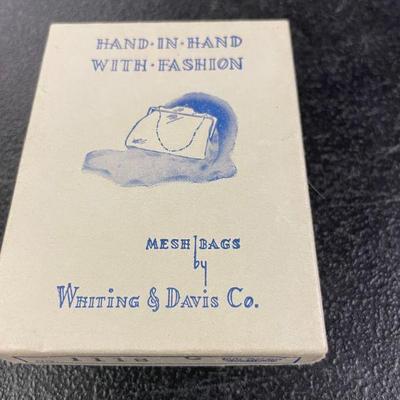 HAND·IN·HAND
WITH·FASHION
MESH BAGS
by
WHITING & DAVIS CO.